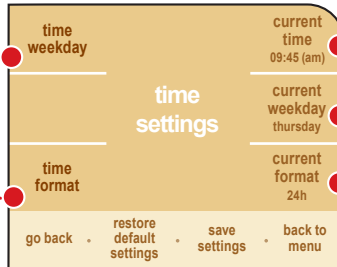 time
weekday
current
time
09:45 (am)
time
settings
current
weekday
thursday
time
format
current
format
24h
go back
restore
default
settings
save
settings
back to
menu